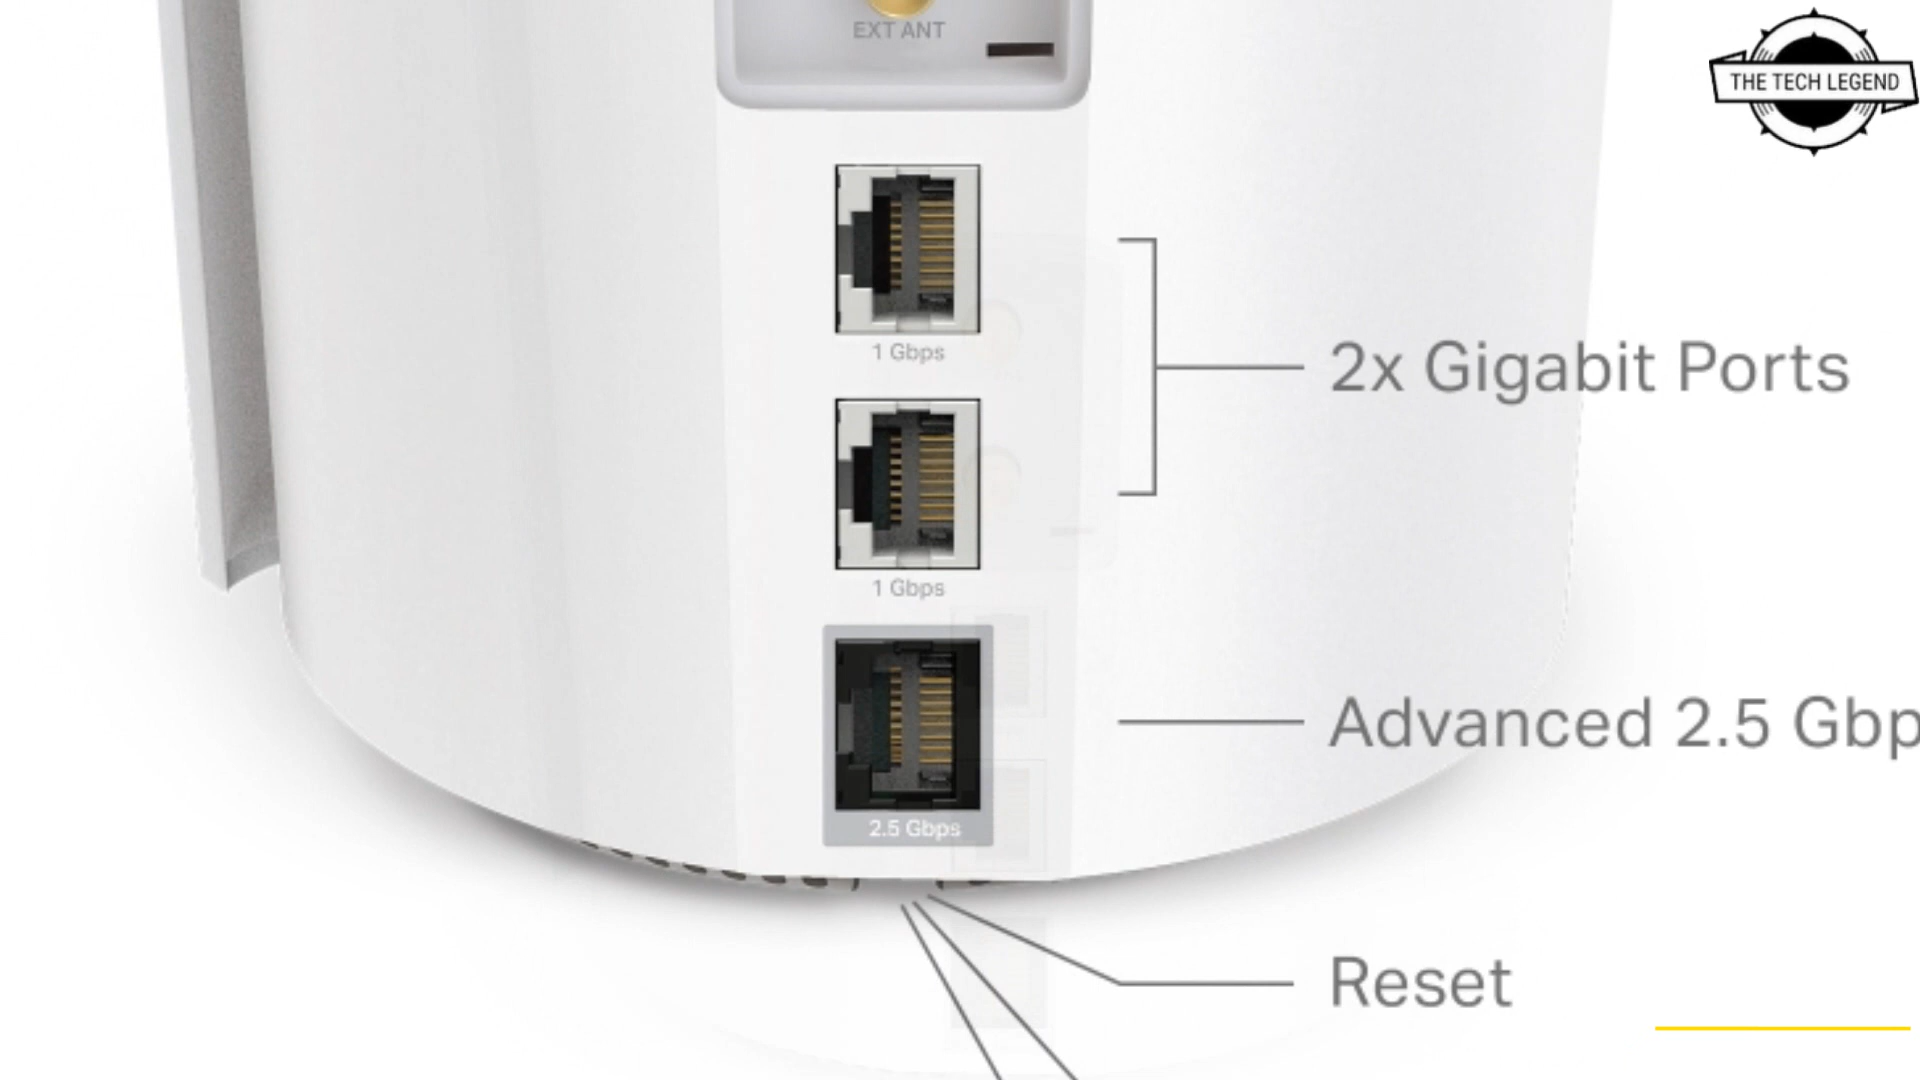 EXT ANT
THE TECH LEGEND
1 Gbps
2x Gigabit Ports
1 Gbps
Advanced 2.5 Gbp
2.5 Gbps
Reset